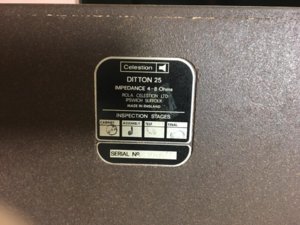 Celestion
DITTON 25
IMPEDANCE 4-8 Ohms
ROLA CELESTION LTD
IPSWICH SUFFOLK
MADE IN ENGLAND
INSPECTION STAGES
CABINET ASSEMBLY TEST FINAL
SERIAL Nº